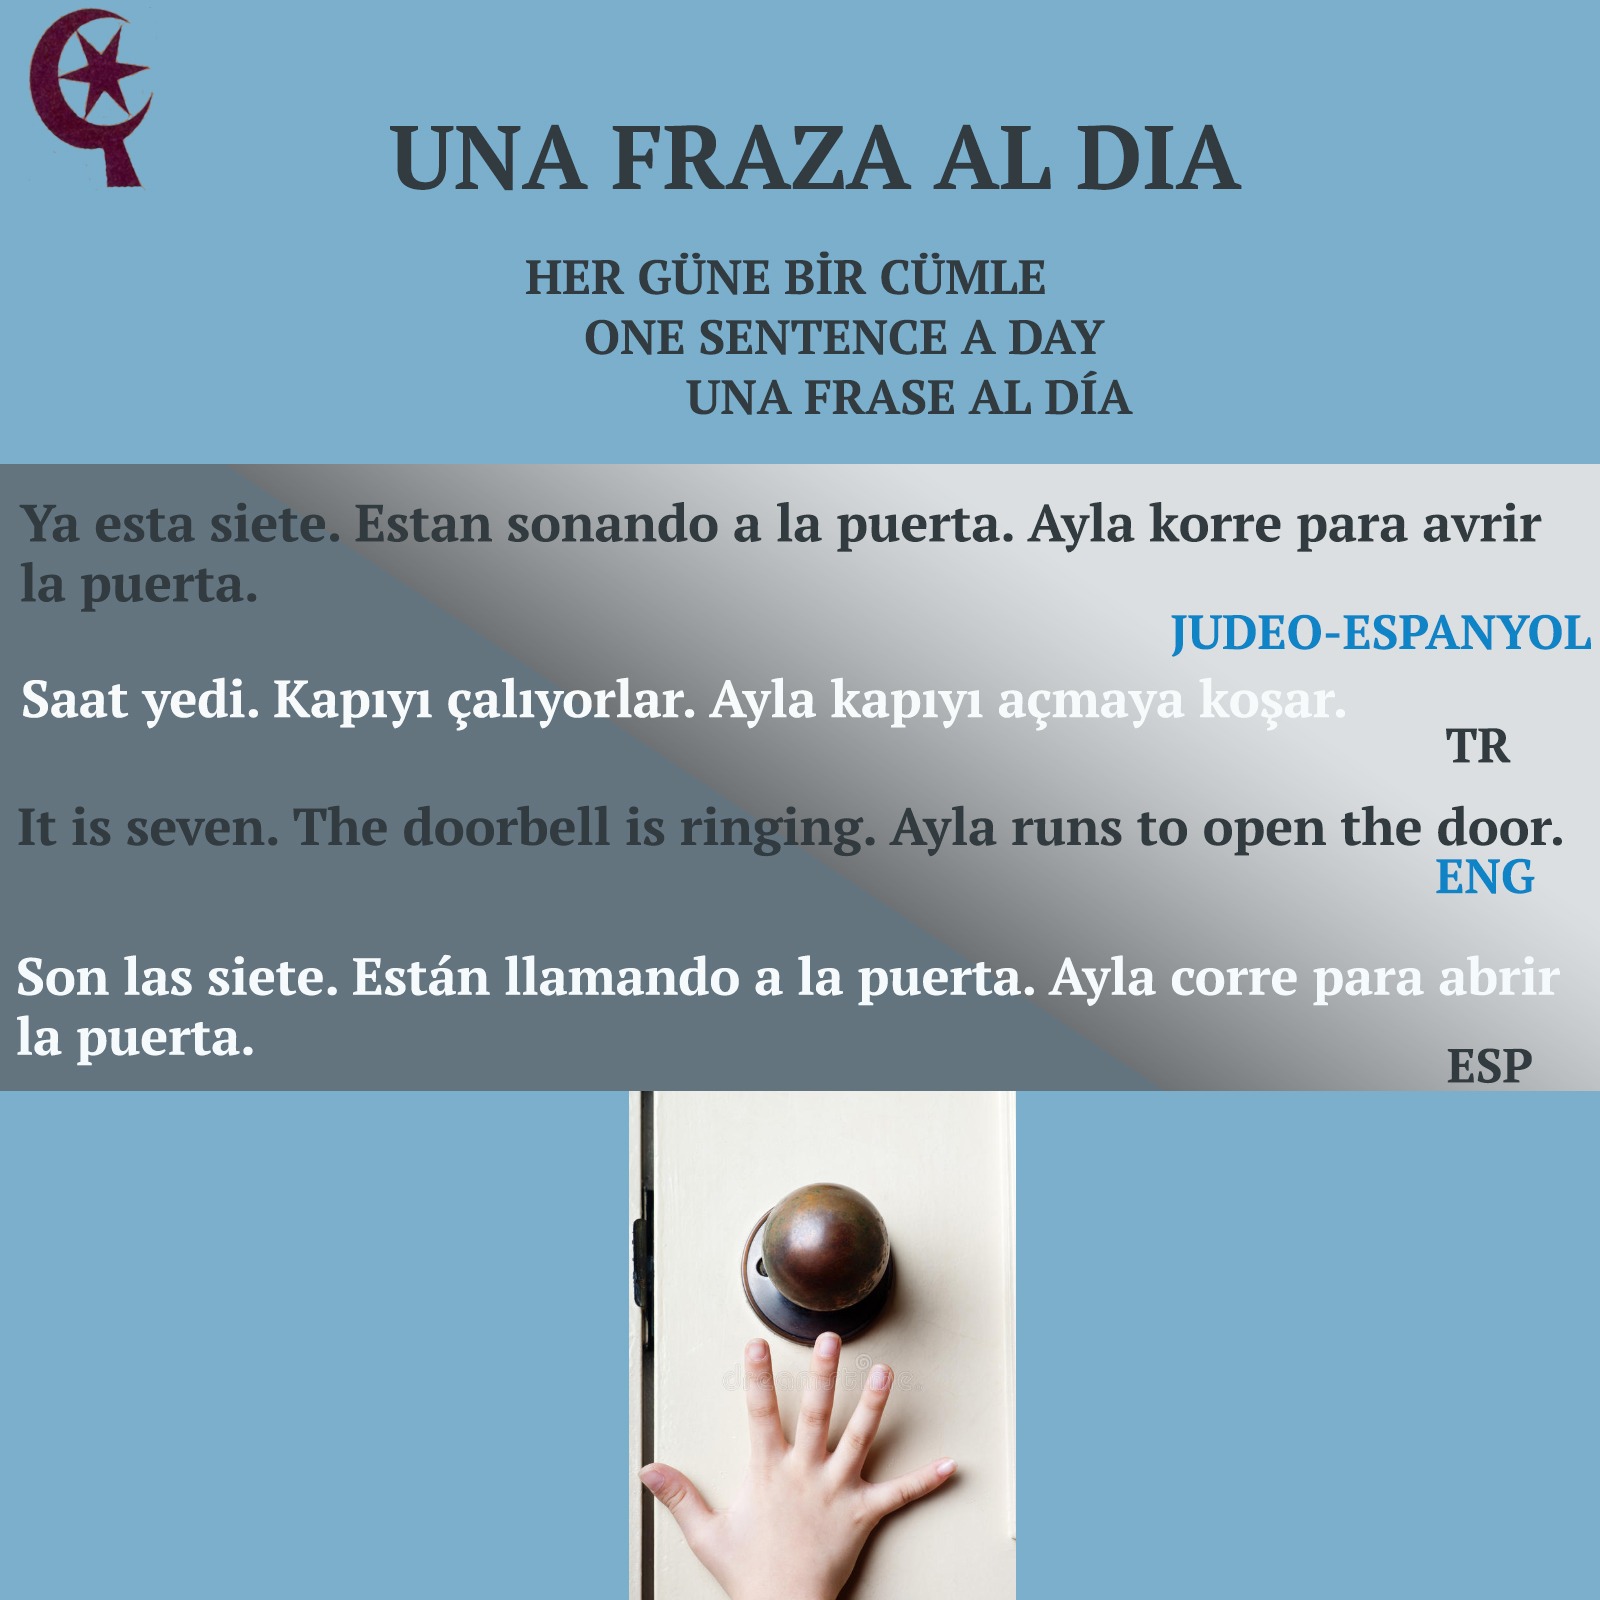 UNA FRAZA AL DIA
HER GÜNE BİR CÜMLE
ONE SENTENCE A DAY
UNA FRASE AL DÍA
Ya esta siete. Estan sonando a la puerta. Ayla korre para avrir
la puerta.
JUDEO-ESPANYOL
Saat yedi. Kapıyı çalıyorlar. Ayla kapıyı açmaya koşar.
TR
It is seven. The doorbell is ringing. Ayla runs to open the door.
ENG
Son las siete. Están llamando a la puerta. Ayla corre para abrir
la puerta.
ESP
dreamstime.